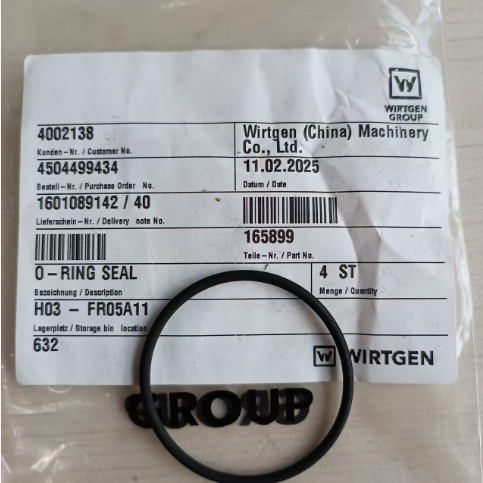 WIRTGEN
GROUP
4002138
Kunden-Nr. / Customer No.
Wirtgen (China) Machinery
Co., Ltd.
4504499434
Bestell-Nr. / Purchase Order No.
11.02.2025
Datum / Date
1601089142 / 40
Lieferschein-Nr. / Delivery note No.
165899
Teile-Nr. / Part No.
O-RING SEAL
Bezeichnung / Description
4 ST
Menge / Quantity
H03 - FR05A11
Lagerplatz / Storage bin location
632
WIRTGEN
GROUP